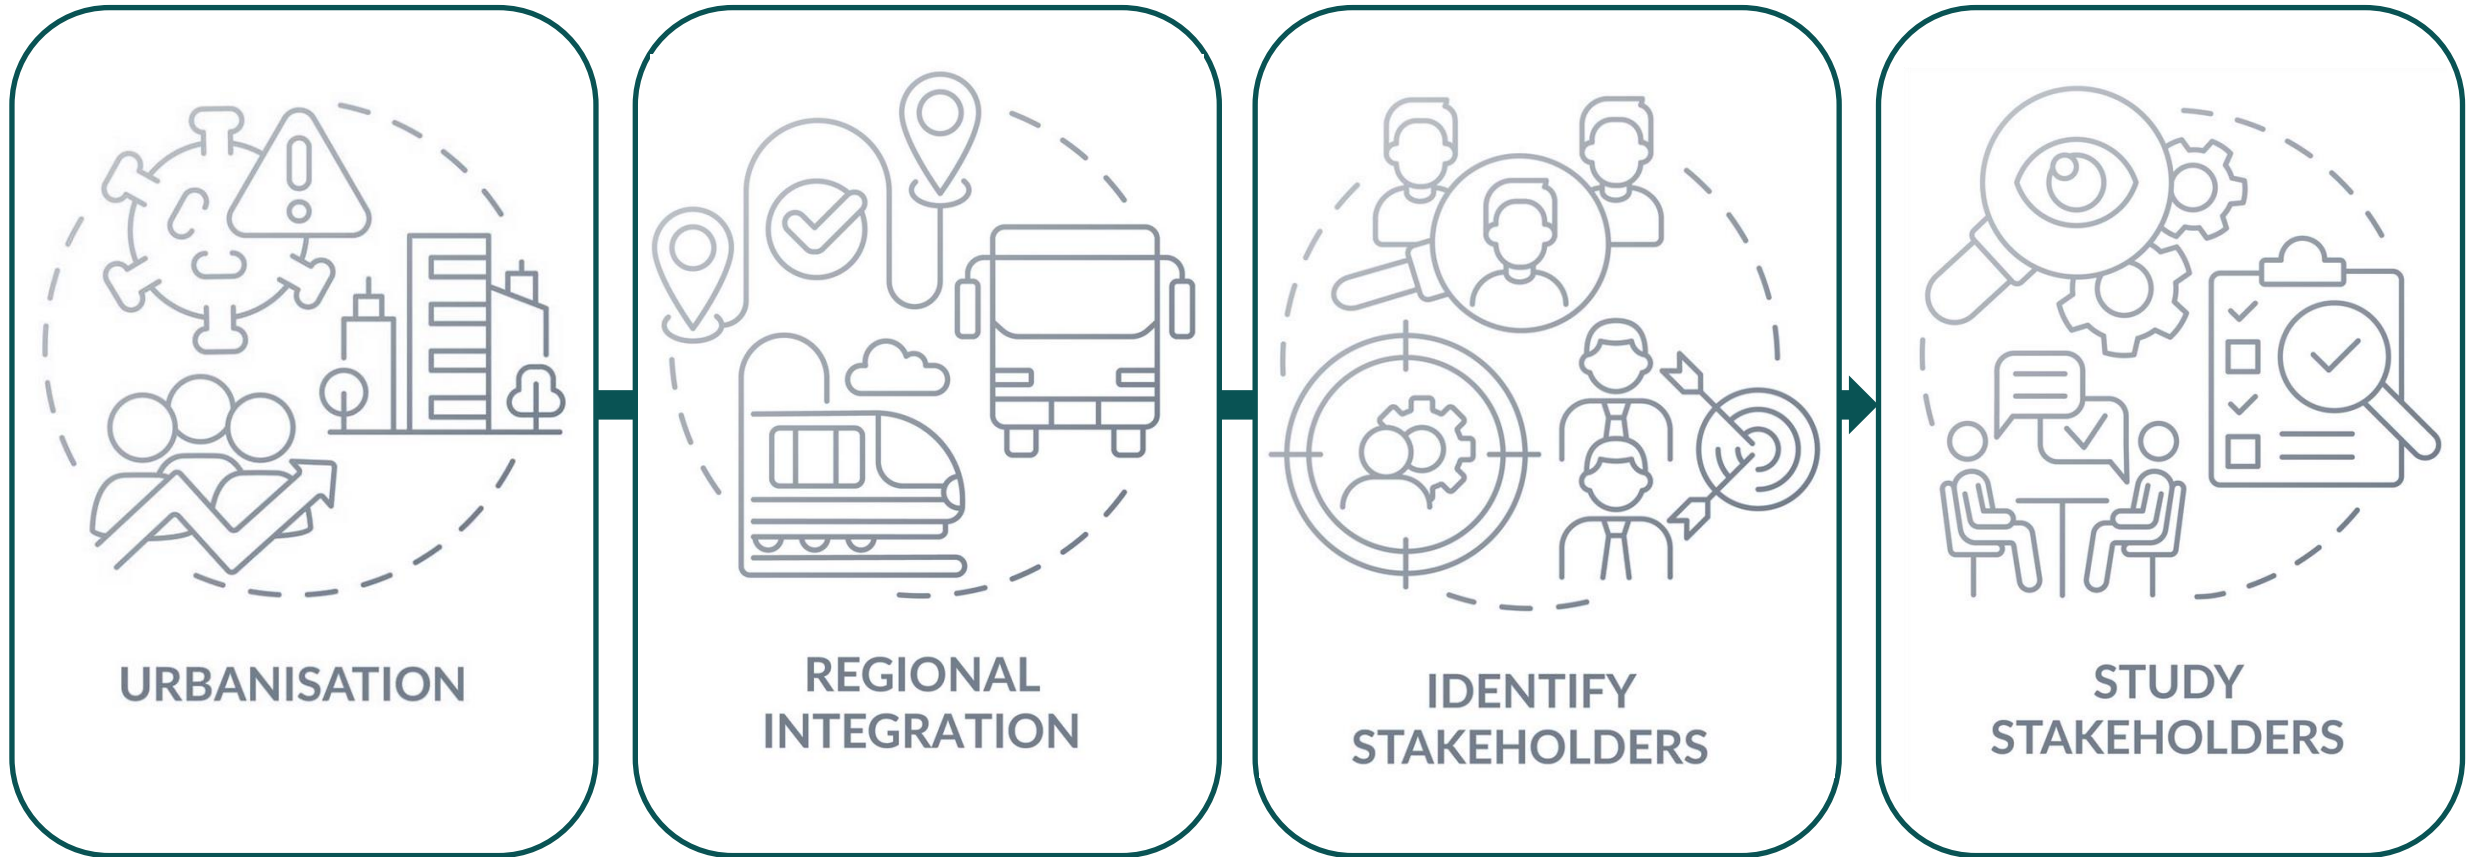 URBANISATION
REGIONAL
INTEGRATION
IDENTIFY
STAKEHOLDERS
STUDY
STAKEHOLDERS